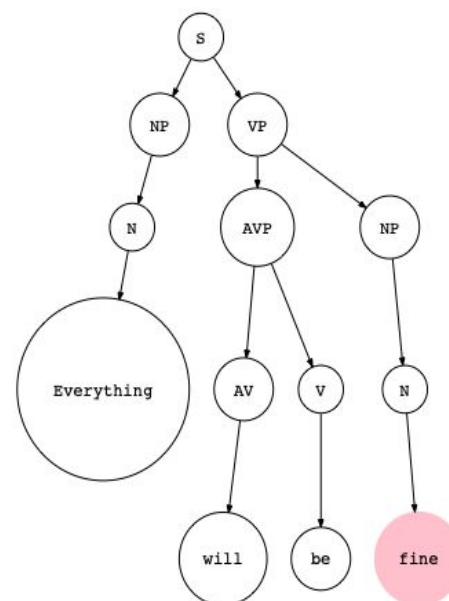 S
NP VP
N AVP NP
Everything AV V N
will be fine